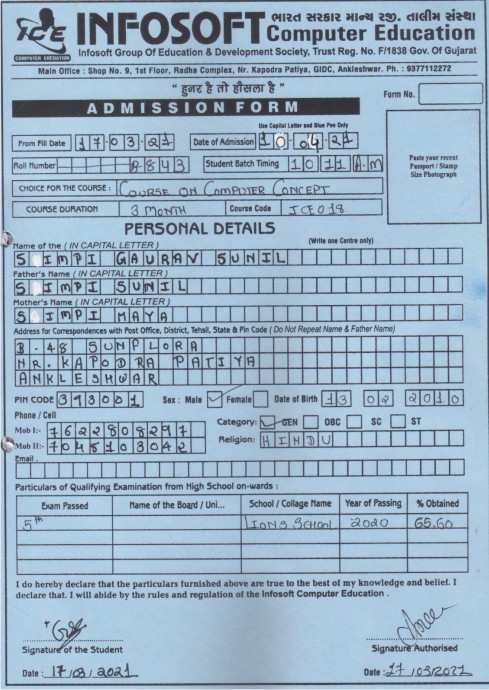 ICE
COMPUTER EDUCATION
INFOSOFT ભારત સરકાર માન્ય રજી. તાલીમ સંસ્થા
Computer Education
Infosoft Group Of Education & Development Society, Trust Reg. No. F/1838 Gov. Of Gujarat
Main Office : Shop No. 9, 1st Floor, Radha Complex, Nr. Kapodra Patiya, GIDC, Ankleshwar. Ph. : 9377112272
“ हुनर है तो हौसला है ”
Form No.
ADMISSION FORM
Use Capital Letter and Blue Pen Only
From Fill Date 17-03-21 Date of Admission 10.04-21
Roll Number 8843 Student Batch Timing 10 11 A.M
Paste your recent
Passport / Stamp
Size Photograph
CHOICE FOR THE COURSE : COURSE ON COMPUTER CONCEPT
COURSE DURATION 3 MONTH Course Code ICE018
PERSONAL DETAILS
(Write one Centre only)
Name of the ( IN CAPITAL LETTER )
SIMPI GAURAV SUNIL
Father's Name ( IN CAPITAL LETTER )
SIMPI SUNIL
Mother's Name ( IN CAPITAL LETTER )
SIMPI MAYA
Address for Correspondences with Post Office, District, Tehsil, State & Pin Code ( Do Not Repeat Name & Father Name)
B-48 SUNPLORA
NR. KAPODRA PATIYA
ANKLESHWAR
PIN CODE 393001 Sex : Male Female Date of Birth 13 02 2010
Phone / Cell
Mob I:- 7622808297 Category: GEN OBC SC ST
Mob II:- 7048103042 Religion: HINDU
Email .
Particulars of Qualifying Examination from High School on-wards :
Exam Passed Name of the Board / Uni... School / Collage Name Year of Passing % Obtained
5th LIONS SCHOOL 2020 65.60
I do hereby declare that the particulars furnished above are true to the best of my knowledge and belief. I
declare that. I will abide by the rules and regulation of the Infosoft Computer Education .
Signature of the Student Signature Authorised
Date : 17/03/2021 Date : 17/03/2021